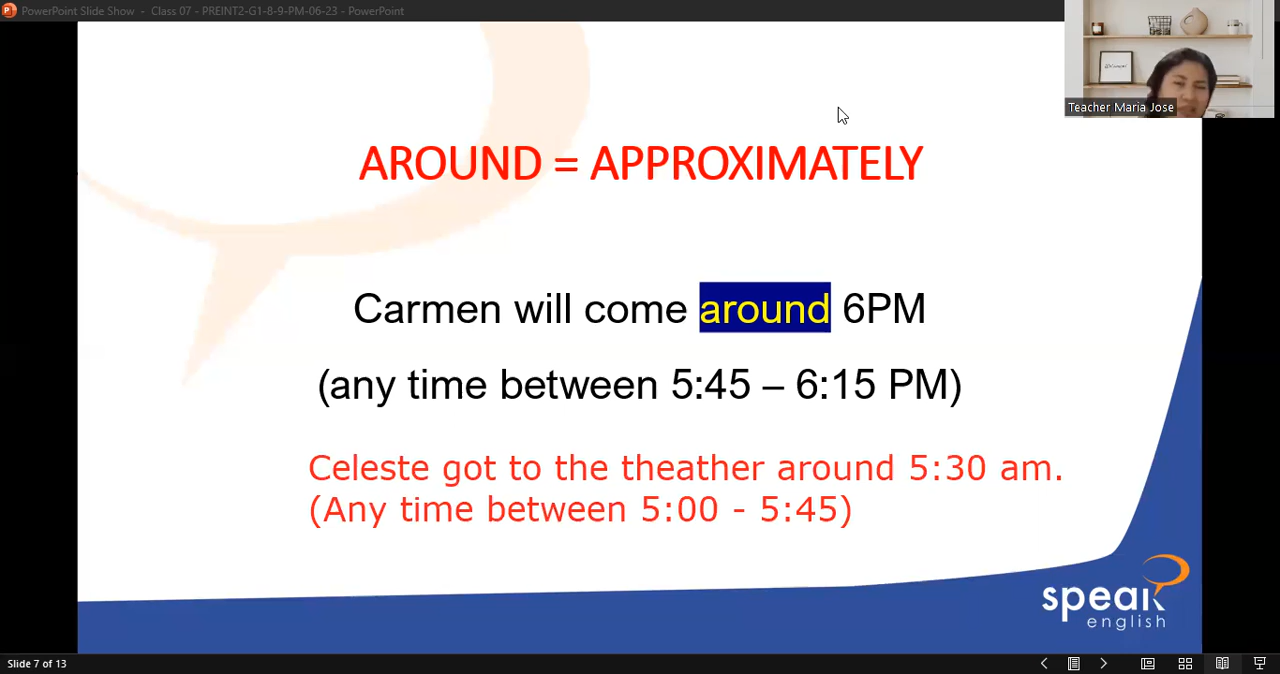 PowerPoint Slide Show - Class 07 - PREINT2-G1-8-9-PM-06-23 - PowerPoint
Teacher Maria Jose
AROUND = APPROXIMATELY
Carmen will come around 6PM
(any time between 5:45 – 6:15 PM)
Celeste got to the theather around 5:30 am.
(Any time between 5:00 - 5:45)
speak
english
Slide 7 of 13